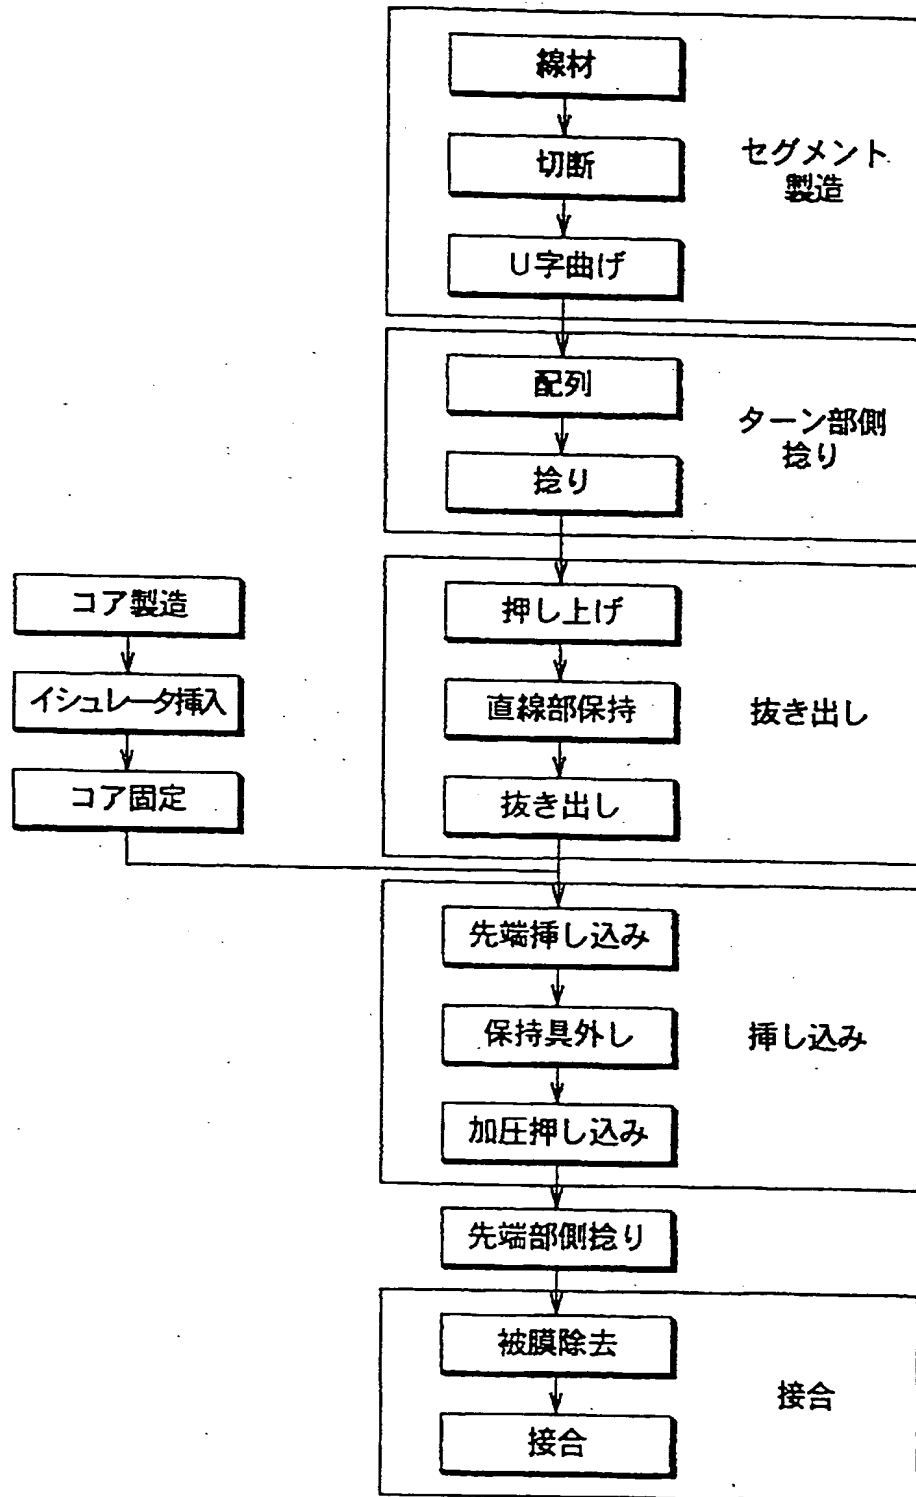 線材
切断
U字曲げ
セグメント
製造
配列
捻り
ターン部側
捻り
コア製造
イシュレータ挿入
コア固定
押し上げ
直線部保持
抜き出し
抜き出し
先端挿し込み
保持具外し
加圧押し込み
挿し込み
先端部側捻り
被膜除去
接合
接合